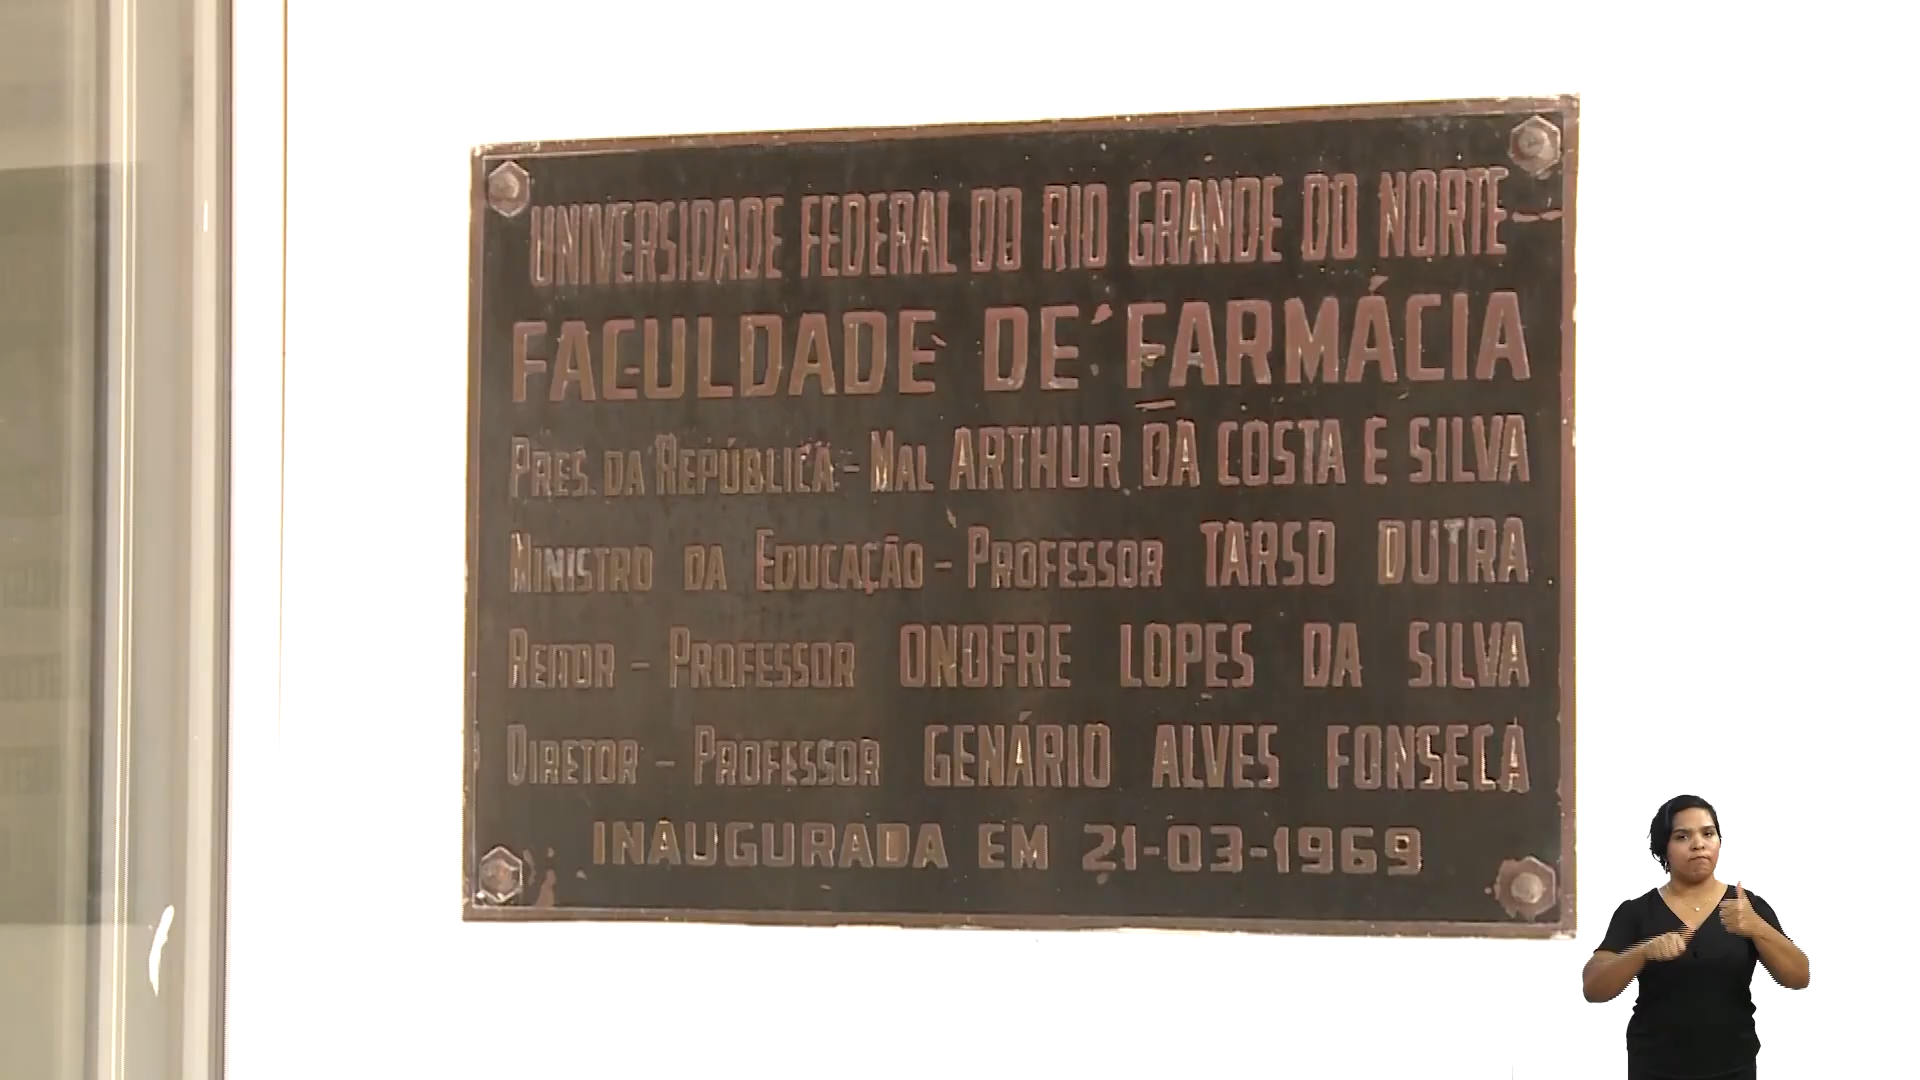 UNIVERSIDADE FEDERAL DO RIO GRANDE DO NORTE
FACULDADE DE FARMÁCIA
PRES. DA REPÚBLICA - MAL ARTHUR DA COSTA E SILVA
MINISTRO DA EDUCAÇÃO - PROFESSOR TARSO DUTRA
REITOR - PROFESSOR ONOFRE LOPES DA SILVA
DIRETOR - PROFESSOR GENÁRIO ALVES FONSECA
INAUGURADA EM 21-03-1969